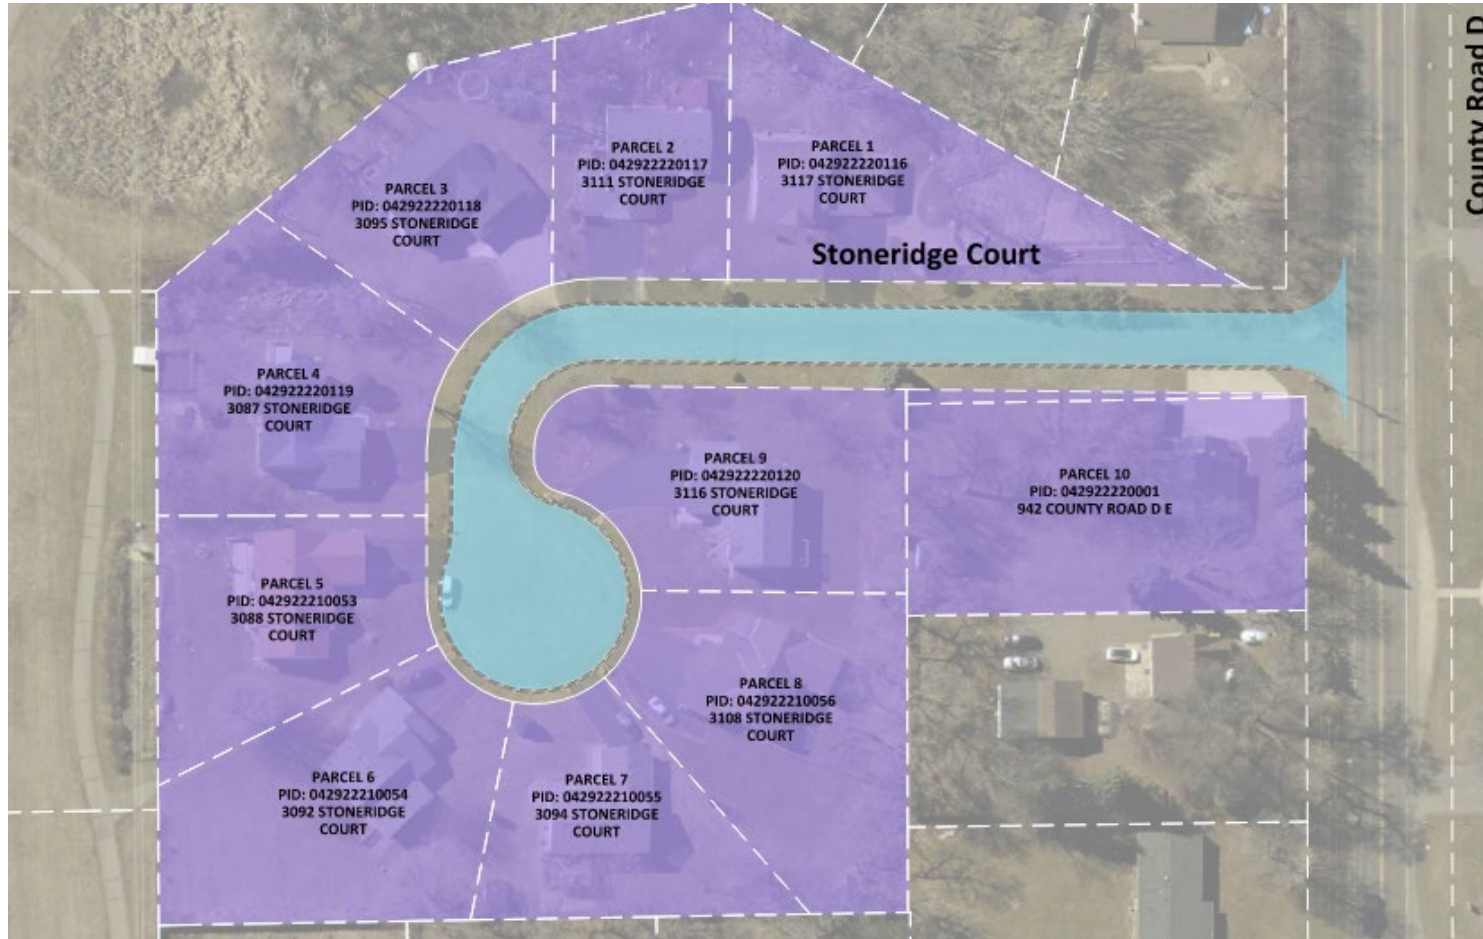 PARCEL 1
PID: 042922220116
3117 STONERIDGE
COURT
PARCEL 2
PID: 042922220117
3111 STONERIDGE
COURT
PARCEL 3
PID: 042922220118
3095 STONERIDGE
COURT
Stoneridge Court
County Road D
PARCEL 4
PID: 042922220119
3087 STONERIDGE
COURT
PARCEL 9
PID: 042922220120
3116 STONERIDGE
COURT
PARCEL 10
PID: 042922220001
942 COUNTY ROAD D E
PARCEL 5
PID: 042922210053
3088 STONERIDGE
COURT
PARCEL 8
PID: 042922210056
3108 STONERIDGE
COURT
PARCEL 6
PID: 042922210054
3092 STONERIDGE
COURT
PARCEL 7
PID: 042922210055
3094 STONERIDGE
COURT